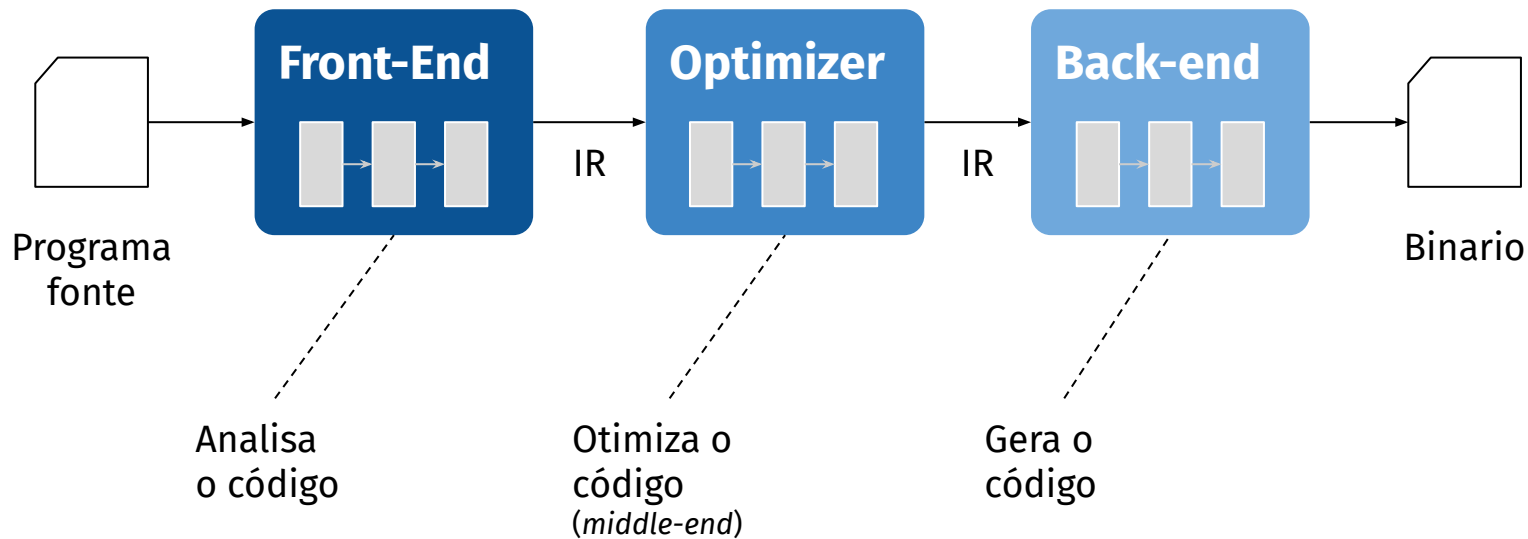 Front-End
Optimizer
Back-end
IR
IR
Programa
fonte
Binario
Analisa
o código
Otimiza o
código
(middle-end)
Gera o
código